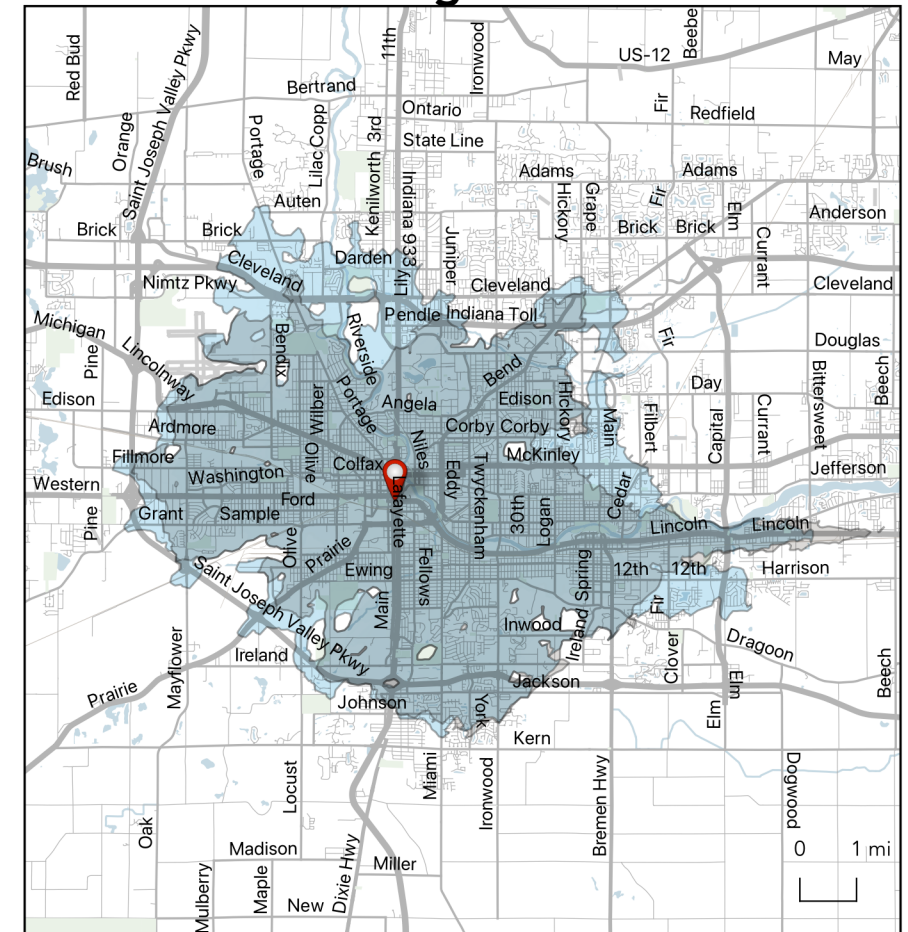 Red Bud
Saint Joseph Valley Pkwy
11th
Ironwood
US-12
Beebe
May
Bertrand
Ontario
Fir
Redfield
Orange
Portage
Lilac
Copp
3rd
State Line
Brush
Kenilworth
Indiana 933
Adams
Adams
Hickory
Grape
Fir
Auten
Elm
Anderson
Brick
Brick
Brick
Brick
Juniper
Currant
Darden
Lily
Cleveland
Nimtz Pkwy
Cleveland
Cleveland
Pendle
Indiana Toll
Michigan
Bendix
Riverside
Fir
Douglas
Pine
Lincolnway
Bend
Day
Bittersweet
Beech
Edison
Wilber
Portage
Angela
Edison
Hickory
Main
Filbert
Capital
Currant
Ardmore
Niles
Corby
Corby
Fillmore
Olive
Colfax
McKinley
Jefferson
Washington
Eddy
Twyckenham
Cedar
Western
Ford
Lafayette
30th
Logan
Grant
Sample
Lincoln
Lincoln
Pine
Olive
Prairie
Ewing
Fellows
Spring
12th
12th
Harrison
Saint Joseph Valley Pkwy
Main
Inwood
Ireland
Fir
Mayflower
Ireland
Clover
Dragoon
Prairie
Johnson
Jackson
York
Elm
Elm
Beech
Kern
Locust
Miami
Ironwood
Bremen Hwy
Dogwood
Oak
Madison
Dixie Hwy
Miller
0 1 mi
Mulberry
Maple
New